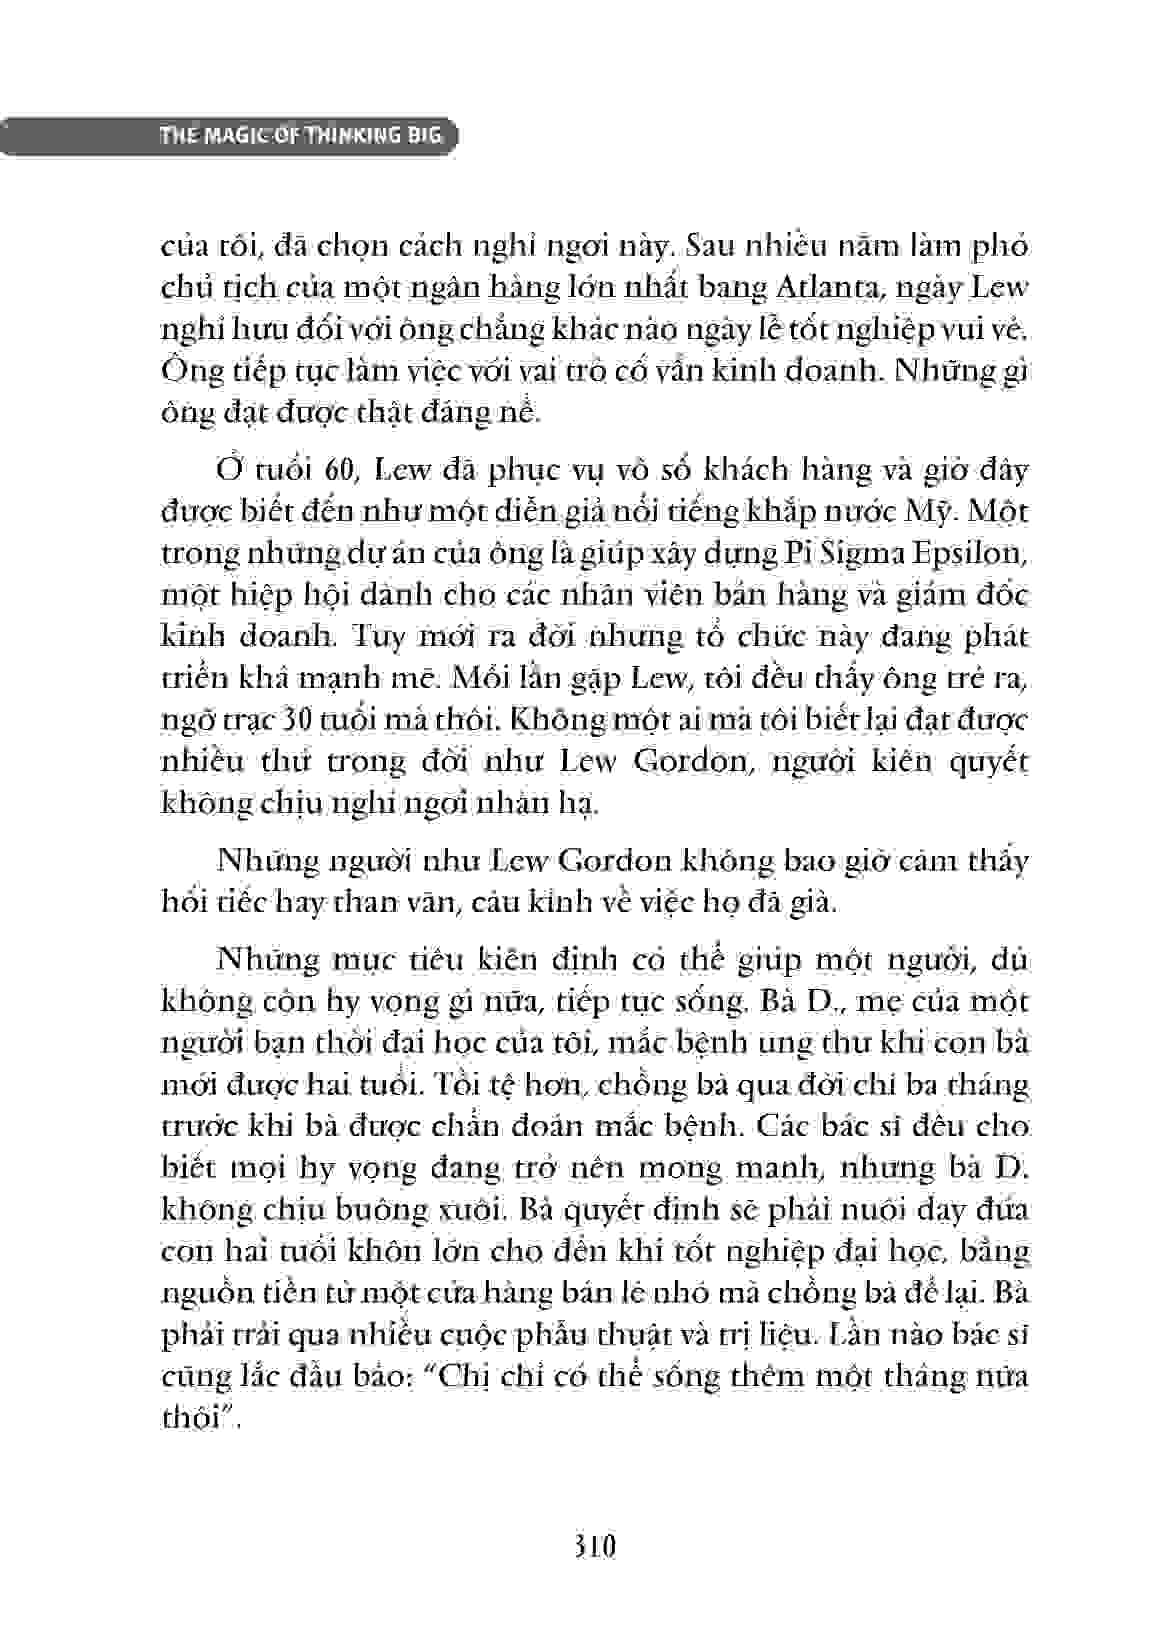 THE MAGIC OF THINKING BIG
của tôi, đã chọn cách nghỉ ngơi này. Sau nhiều năm làm phó
chủ tịch của một ngân hàng lớn nhất bang Atlanta, ngày Lew
nghỉ hưu đối với ông chẳng khác nào ngày lễ tốt nghiệp vui vẻ.
Ông tiếp tục làm việc với vai trò cố vấn kinh doanh. Những gì
ông đạt được thật đáng nể.
Ở tuổi 60, Lew đã phục vụ vô số khách hàng và giờ đây
được biết đến như một diễn giả nổi tiếng khắp nước Mỹ. Một
trong những dự án của ông là giúp xây dựng Pi Sigma Epsilon,
một hiệp hội dành cho các nhân viên bán hàng và giám đốc
kinh doanh. Tuy mới ra đời nhưng tổ chức này đang phát
triển khá mạnh mẽ. Mỗi lần gặp Lew, tôi đều thấy ông trẻ ra,
ngỡ trạc 30 tuổi mà thôi. Không một ai mà tôi biết lại đạt được
nhiều thứ trong đời như Lew Gordon, người kiên quyết
không chịu nghỉ ngơi nhàn hạ.
Những người như Lew Gordon không bao giờ cảm thấy
hối tiếc hay than vãn, cáu kỉnh về việc họ đã già.
Những mục tiêu kiên định có thể giúp một người, dù
không còn hy vọng gì nữa, tiếp tục sống. Bà D., mẹ của một
người bạn thời đại học của tôi, mắc bệnh ung thư khi con bà
mới được hai tuổi. Tồi tệ hơn, chồng bà qua đời chỉ ba tháng
trước khi bà được chẩn đoán mắc bệnh. Các bác sĩ đều cho
biết mọi hy vọng đang trở nên mong manh, nhưng bà D.
không chịu buông xuôi. Bà quyết định sẽ phải nuôi dạy đứa
con hai tuổi khôn lớn cho đến khi tốt nghiệp đại học, bằng
nguồn tiền từ một cửa hàng bán lẻ nhỏ mà chồng bà để lại. Bà
phải trải qua nhiều cuộc phẫu thuật và trị liệu. Lần nào bác sĩ
cũng lắc đầu bảo: “Chị chỉ có thể sống thêm một tháng nữa
thôi”.
310